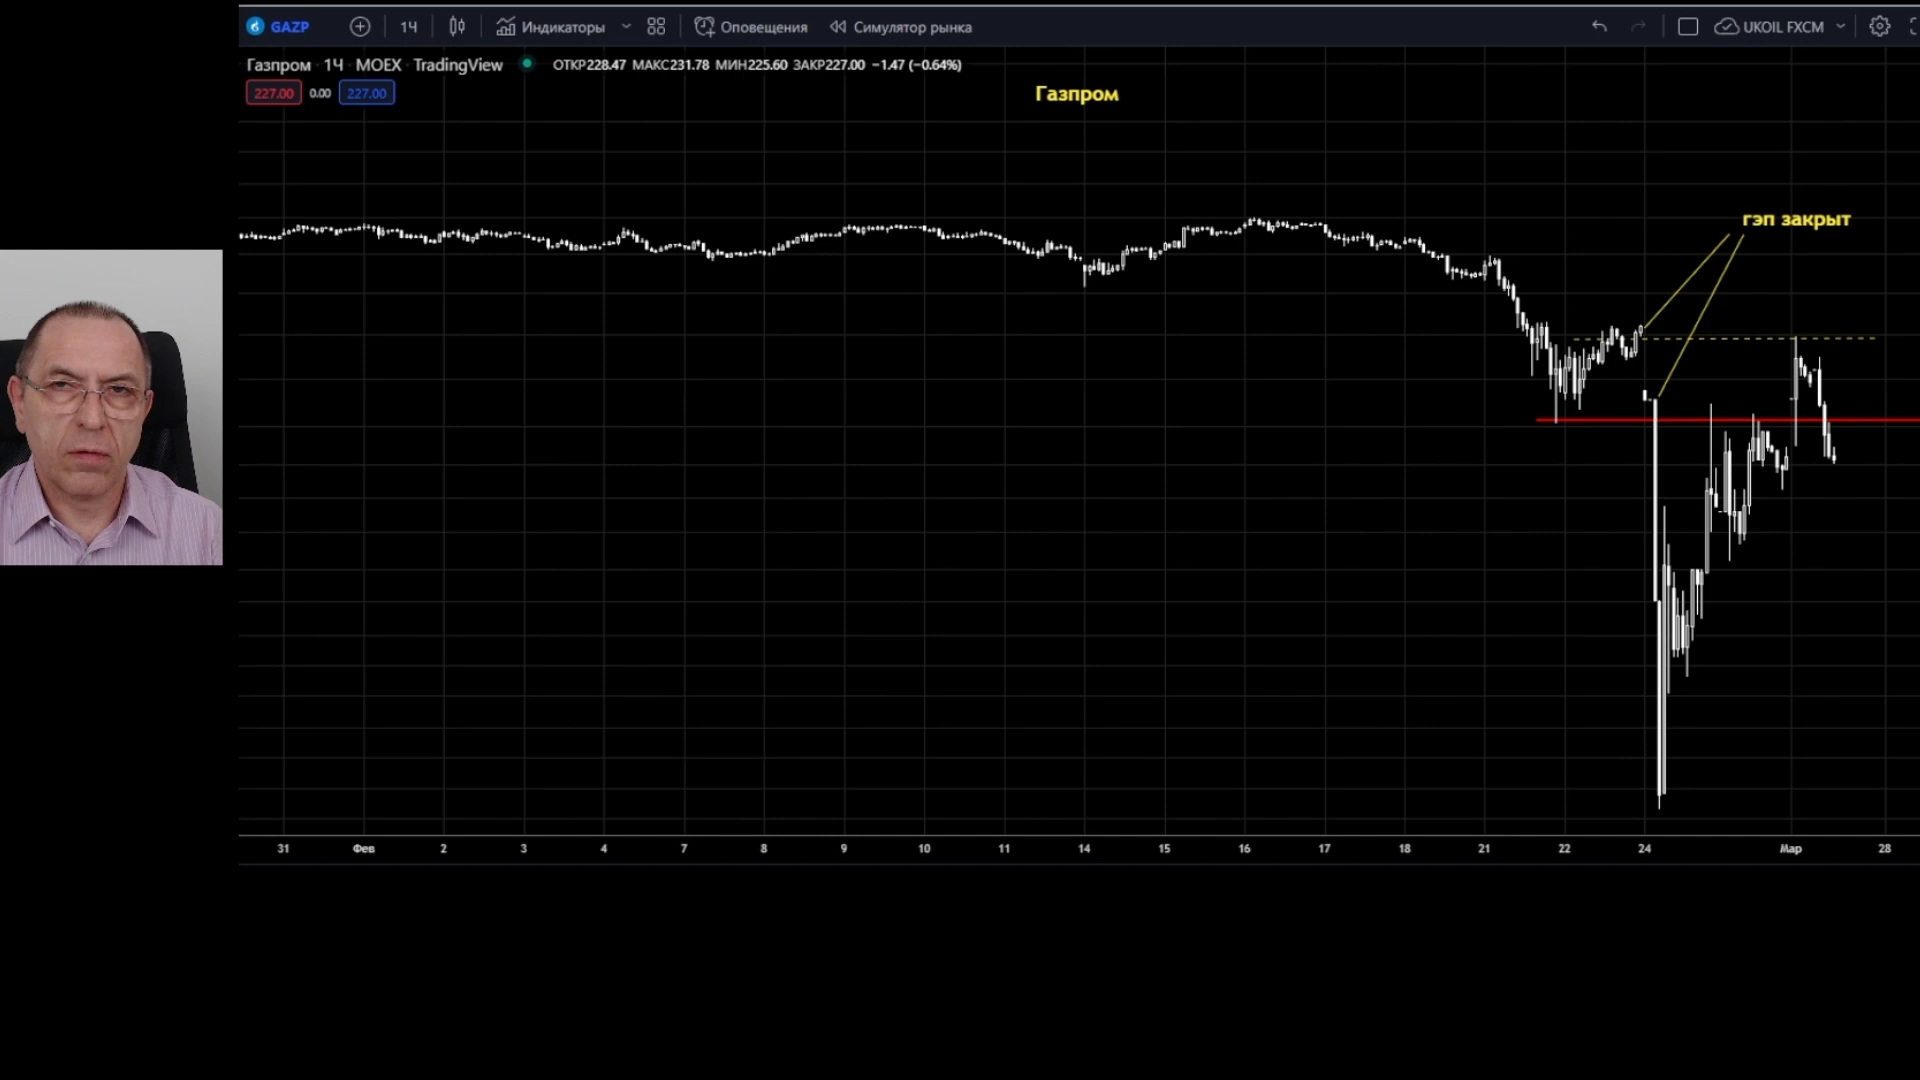 GAZP 1Ч Индикаторы Оповещения Симулятор рынка UKOIL FXCM
Газпром · 1Ч · MOEX · TradingView ОТКР228.47 МАКС231.78 МИН225.60 ЗАКР227.00 −1.47 (−0.64%)
227.00 0.00 227.00
Газпром
гэп закрыт
31 Фев 2 3 4 7 8 9 10 11 14 15 16 17 18 21 22 24 Мар 28